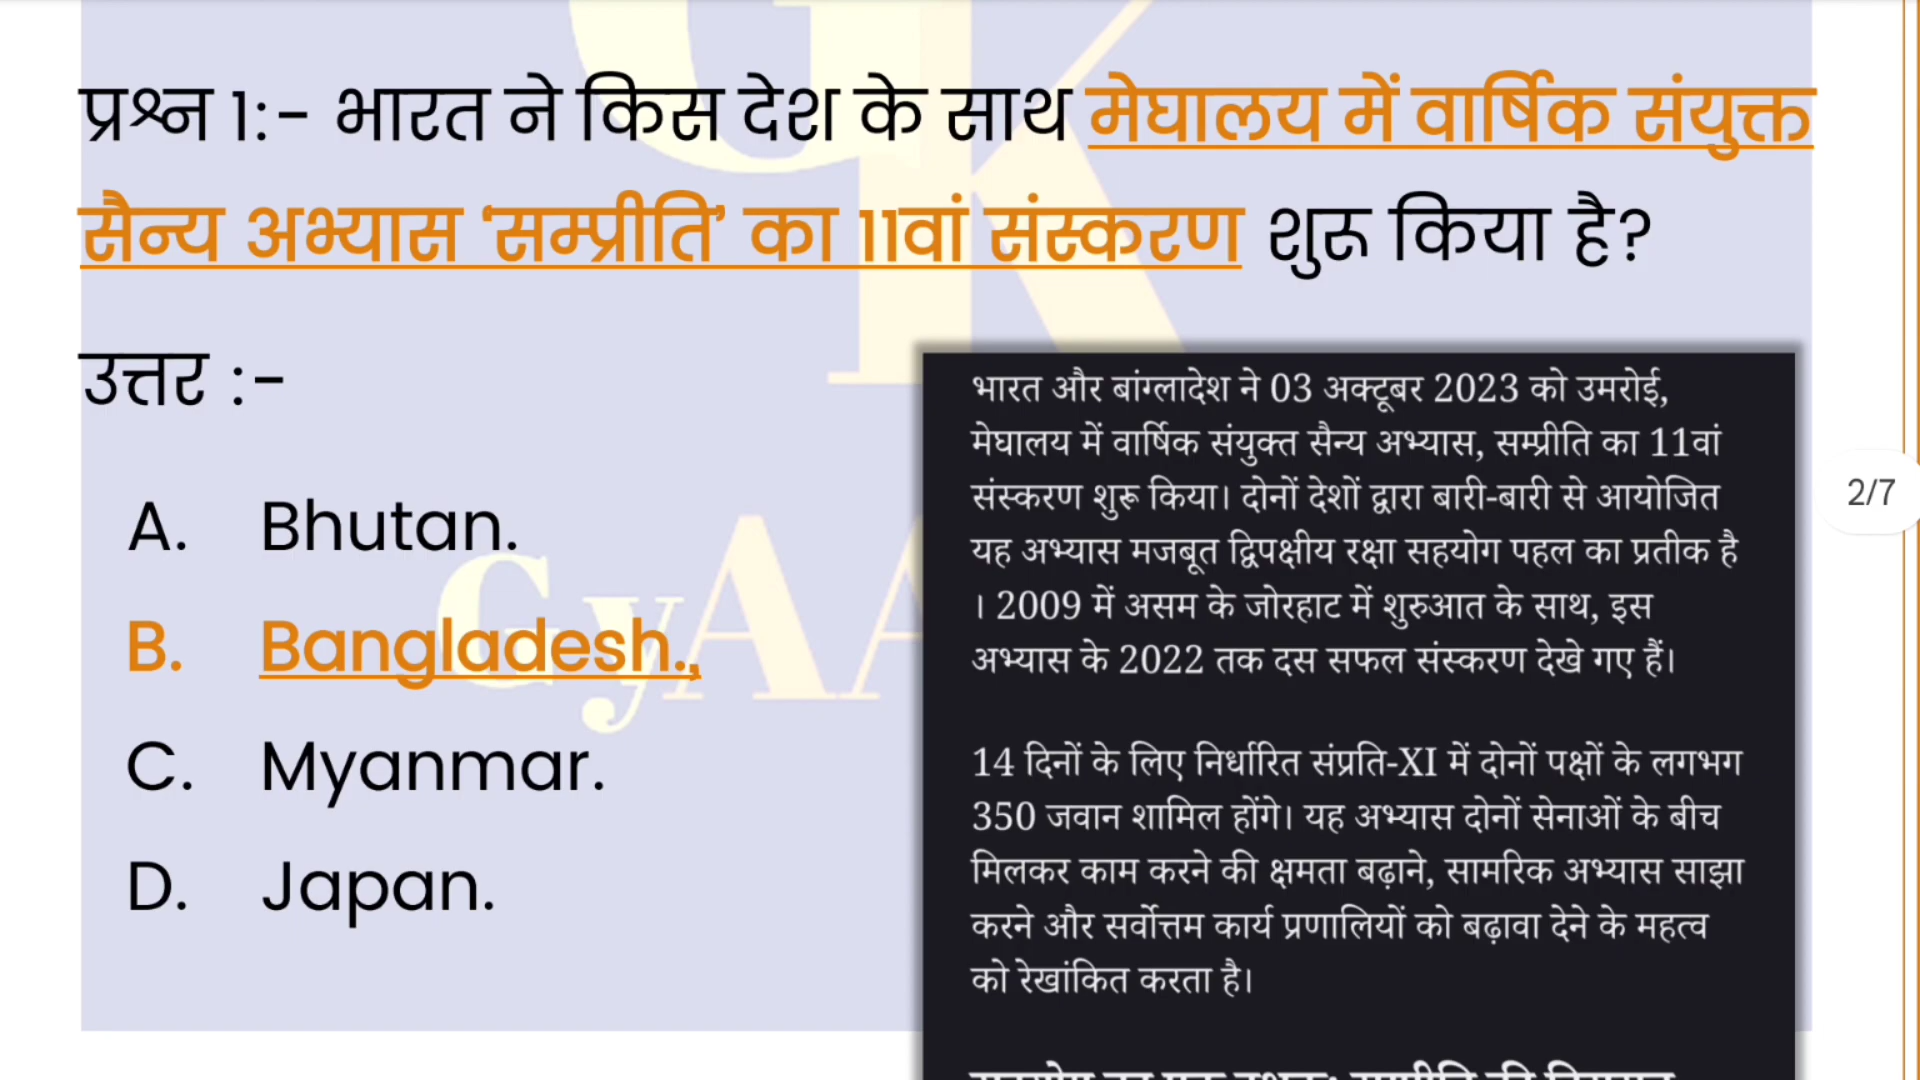 प्रश्न 1:- भारत ने किस देश के साथ मेघालय में वार्षिक संयुक्त
सैन्य अभ्यास ‘सम्प्रीति’ का 11वां संस्करण शुरू किया है?
उत्तर :-
A. Bhutan.
B. Bangladesh.,
C. Myanmar.
D. Japan.
भारत और बांग्लादेश ने 03 अक्टूबर 2023 को उमरोई,
मेघालय में वार्षिक संयुक्त सैन्य अभ्यास, सम्प्रीति का 11वां
संस्करण शुरू किया। दोनों देशों द्वारा बारी-बारी से आयोजित
यह अभ्यास मजबूत द्विपक्षीय रक्षा सहयोग पहल का प्रतीक है
। 2009 में असम के जोरहाट में शुरुआत के साथ, इस
अभ्यास के 2022 तक दस सफल संस्करण देखे गए हैं।
14 दिनों के लिए निर्धारित संप्रति-XI में दोनों पक्षों के लगभग
350 जवान शामिल होंगे। यह अभ्यास दोनों सेनाओं के बीच
मिलकर काम करने की क्षमता बढ़ाने, सामरिक अभ्यास साझा
करने और सर्वोत्तम कार्य प्रणालियों को बढ़ावा देने के महत्व
को रेखांकित करता है।
2/7
GK
GyAA